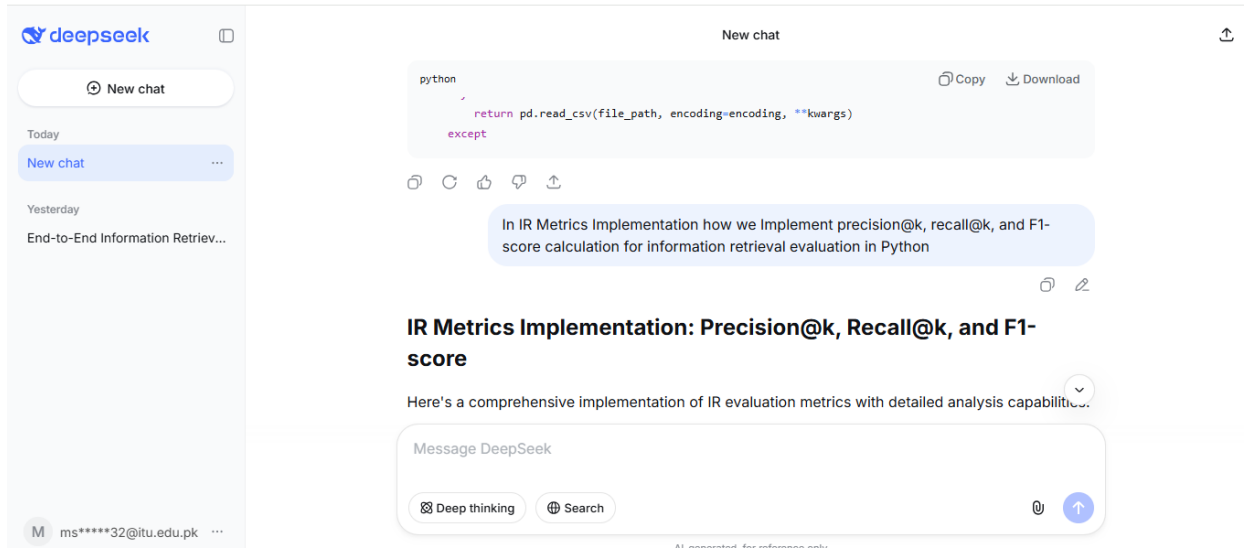 deepseek
New chat
New chat
Today
New chat
Yesterday
End-to-End Information Retriev...
M ms*****32@itu.edu.pk
python
Copy Download
return pd.read_csv(file_path, encoding=encoding, **kwargs)
except
In IR Metrics Implementation how we Implement precision@k, recall@k, and F1-
score calculation for information retrieval evaluation in Python
IR Metrics Implementation: Precision@k, Recall@k, and F1-
score
Here's a comprehensive implementation of IR evaluation metrics with detailed analysis capabilities.
Message DeepSeek
Deep thinking Search
AI-generated, for reference only